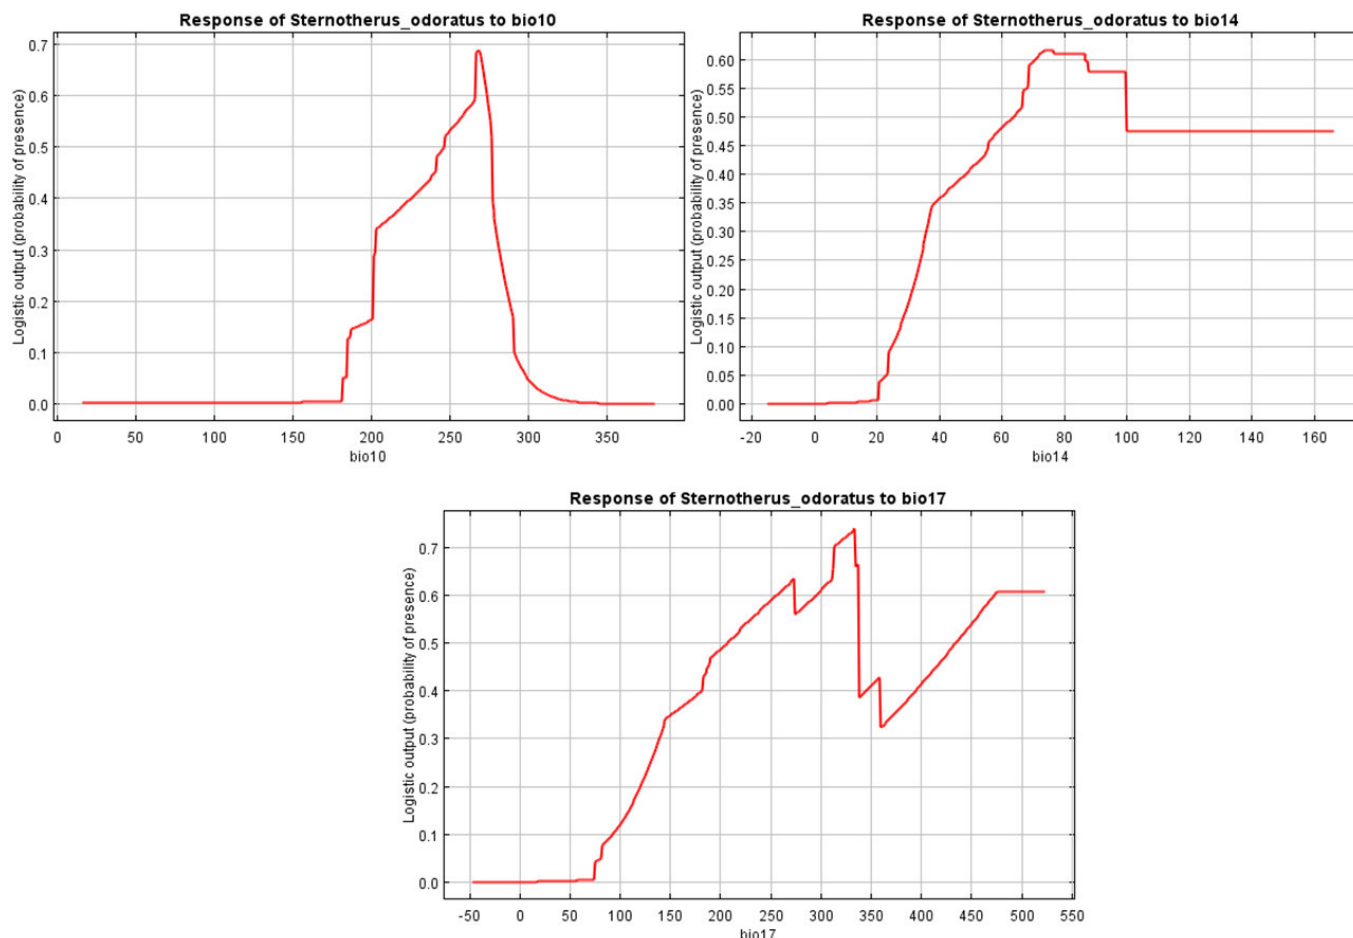 Response of Sternotherus_odoratus to bio10
Logistic output (probability of presence)
0.7
0.6
0.5
0.4
0.3
0.2
0.1
0.0
0 50 100 150 200 250 300 350
bio10
Response of Sternotherus_odoratus to bio14
Logistic output (probability of presence)
0.60
0.55
0.50
0.45
0.40
0.35
0.30
0.25
0.20
0.15
0.10
0.05
0.00
-20 0 20 40 60 80 100 120 140 160
bio14
Response of Sternotherus_odoratus to bio17
Logistic output (probability of presence)
0.7
0.6
0.5
0.4
0.3
0.2
0.1
0.0
-50 0 50 100 150 200 250 300 350 400 450 500 550
bio17